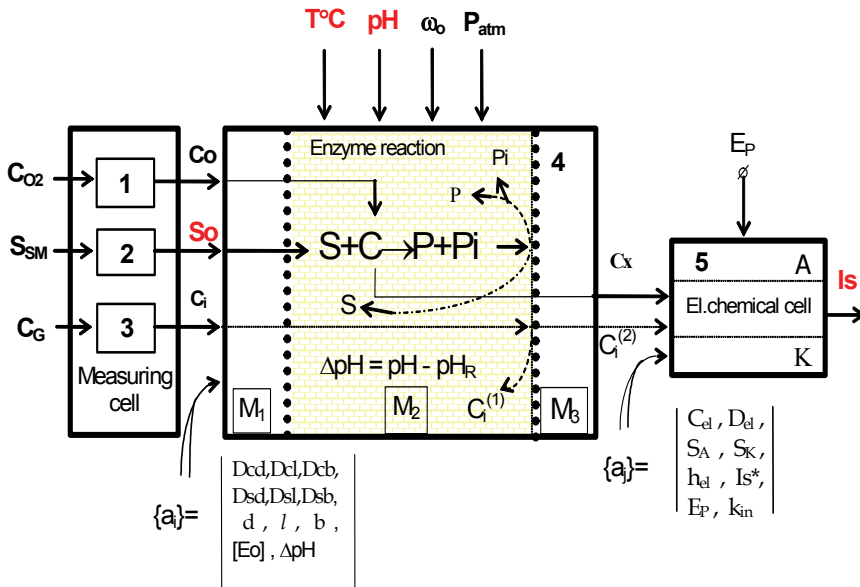 T°C pH ωo Patm
CO2 1 Co
SSM 2 So
CG 3 ci
Measuring
cell
Enzyme reaction
Pi
P
4
S+C→P+Pi
S
ΔpH = pH - pHR
Ci(1)
M1 M2 M3
Cx
Ci(2)
EP
5 A
El.chemical cell
K
Is
{ai}=
Dcd,Dcl,Dcb,
Dsd,Dsl,Dsb,
d , l , b ,
[Eo] , ΔpH
{aj}=
Cel , Del ,
SA , SK ,
hel , Is*,
EP , kin